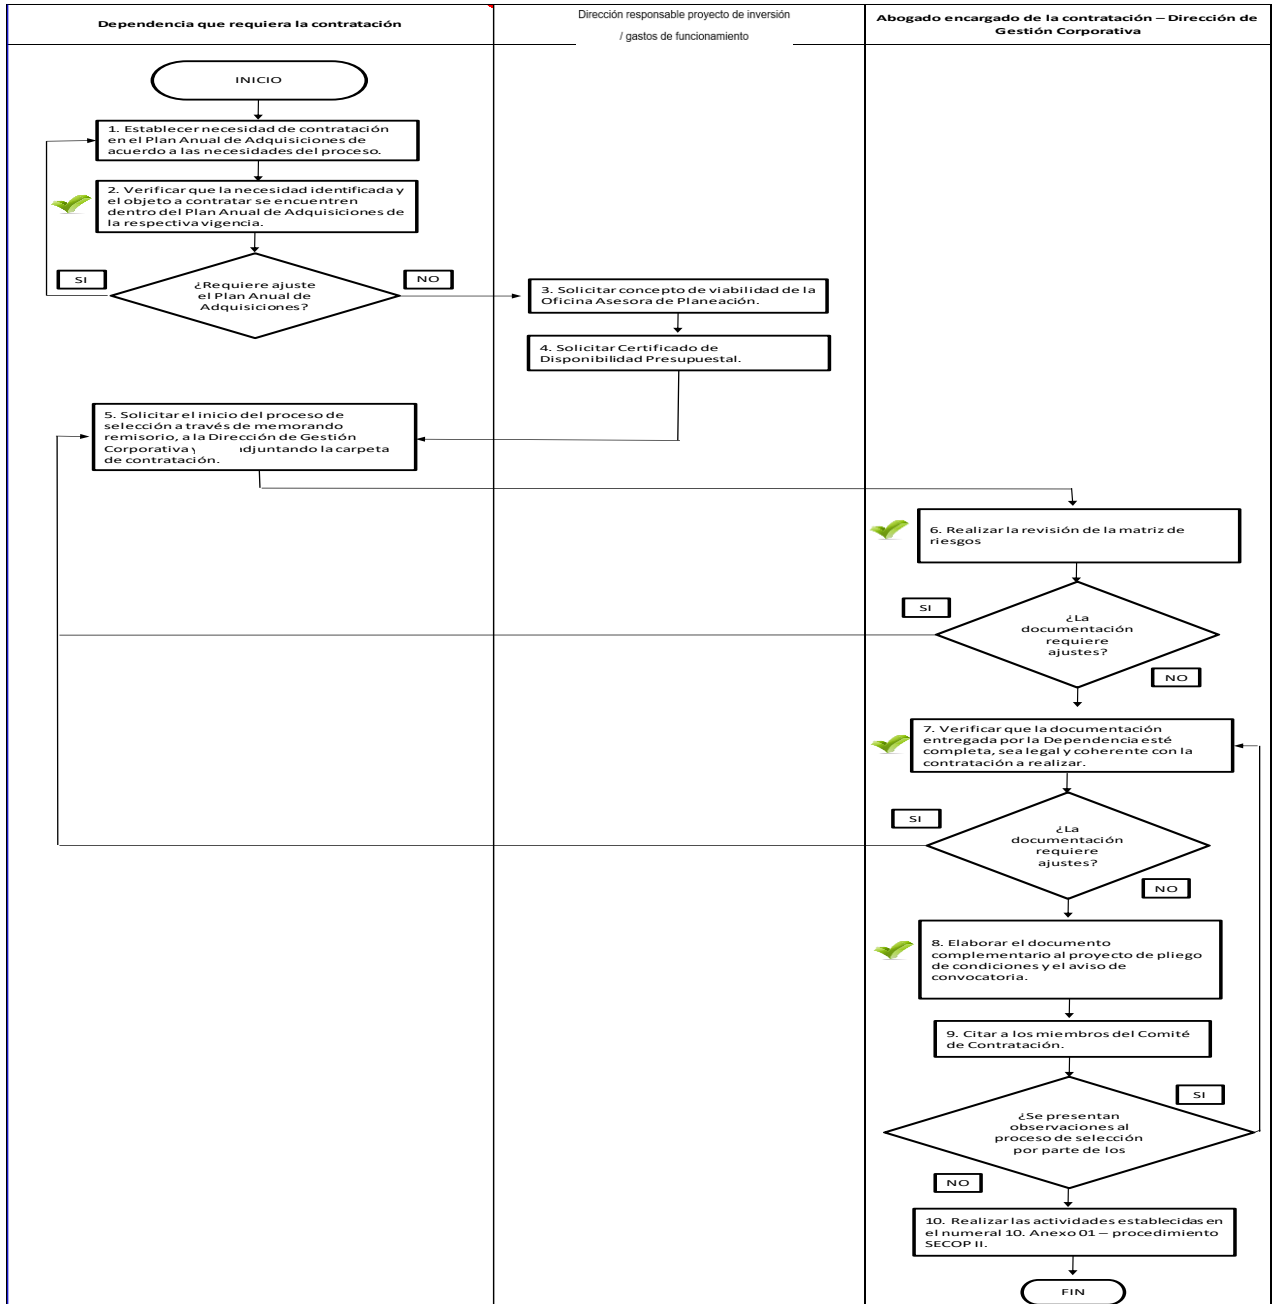 Dependencia que requiera la contratación
Dirección responsable proyecto de inversión
/ gastos de funcionamiento
Abogado encargado de la contratación – Dirección de
Gestión Corporativa
INICIO
1. Establecer necesidad de contratación
en el Plan Anual de Adquisiciones de
acuerdo a las necesidades del proceso.
2. Verificar que la necesidad identificada y
el objeto a contratar se encuentren
dentro del Plan Anual de Adquisiciones de
la respectiva vigencia.
SI
¿Requiere ajuste
el Plan Anual de
Adquisiciones?
NO
3. Solicitar concepto de viabilidad de la
Oficina Asesora de Planeación.
4. Solicitar Certificado de
Disponibilidad Presupuestal.
5. Solicitar el inicio del proceso de
selección a través de memorando
remisorio, a la Dirección de Gestión
Corporativa y djuntando la carpeta
de contratación.
6. Realizar la revisión de la matriz de
riesgos
SI
¿La
documentación
requiere
ajustes?
NO
7. Verificar que la documentación
entregada por la Dependencia esté
completa, sea legal y coherente con la
contratación a realizar.
SI
¿La
documentación
requiere
ajustes?
NO
8. Elaborar el documento
complementario al proyecto de pliego
de condiciones y el aviso de
convocatoria.
9. Citar a los miembros del Comité
de Contratación.
SI
¿Se presentan
observaciones al
proceso de selección
por parte de los
NO
10. Realizar las actividades establecidas en
el numeral 10. Anexo 01 – procedimiento
SECOP II.
FIN